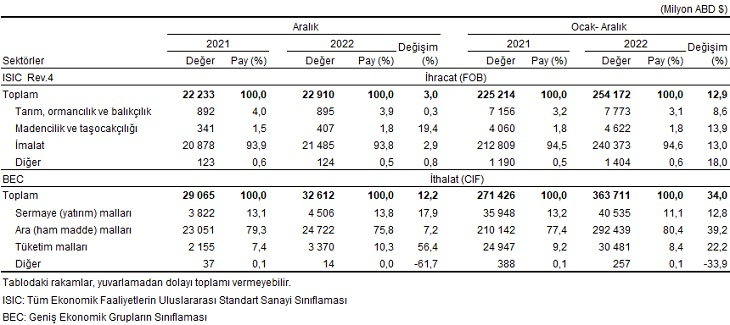 (Milyon ABD $)
Aralık Ocak- Aralık
2021 2022 Değişim 2021 2022 Değişim
Sektörler Değer Pay (%) Değer Pay (%) (%) Değer Pay (%) Değer Pay (%) (%)
ISIC Rev.4 İhracat (FOB)
Toplam 22 233 100,0 22 910 100,0 3,0 225 214 100,0 254 172 100,0 12,9
Tarım, ormancılık ve balıkçılık 892 4,0 895 3,9 0,3 7 156 3,2 7 773 3,1 8,6
Madencilik ve taşocakçılığı 341 1,5 407 1,8 19,4 4 060 1,8 4 622 1,8 13,9
İmalat 20 878 93,9 21 485 93,8 2,9 212 809 94,5 240 373 94,6 13,0
Diğer 123 0,6 124 0,5 0,8 1 190 0,5 1 404 0,6 18,0
BEC İthalat (CIF)
Toplam 29 065 100,0 32 612 100,0 12,2 271 426 100,0 363 711 100,0 34,0
Sermaye (yatırım) malları 3 822 13,1 4 506 13,8 17,9 35 948 13,2 40 535 11,1 12,8
Ara (ham madde) malları 23 051 79,3 24 722 75,8 7,2 210 142 77,4 292 439 80,4 39,2
Tüketim malları 2 155 7,4 3 370 10,3 56,4 24 947 9,2 30 481 8,4 22,2
Diğer 37 0,1 14 0,0 -61,7 388 0,1 257 0,1 -33,9
Tablodaki rakamlar, yuvarlamadan dolayı toplamı vermeyebilir.
ISIC: Tüm Ekonomik Faaliyetlerin Uluslararası Standart Sanayi Sınıflaması
BEC: Geniş Ekonomik Grupların Sınıflaması